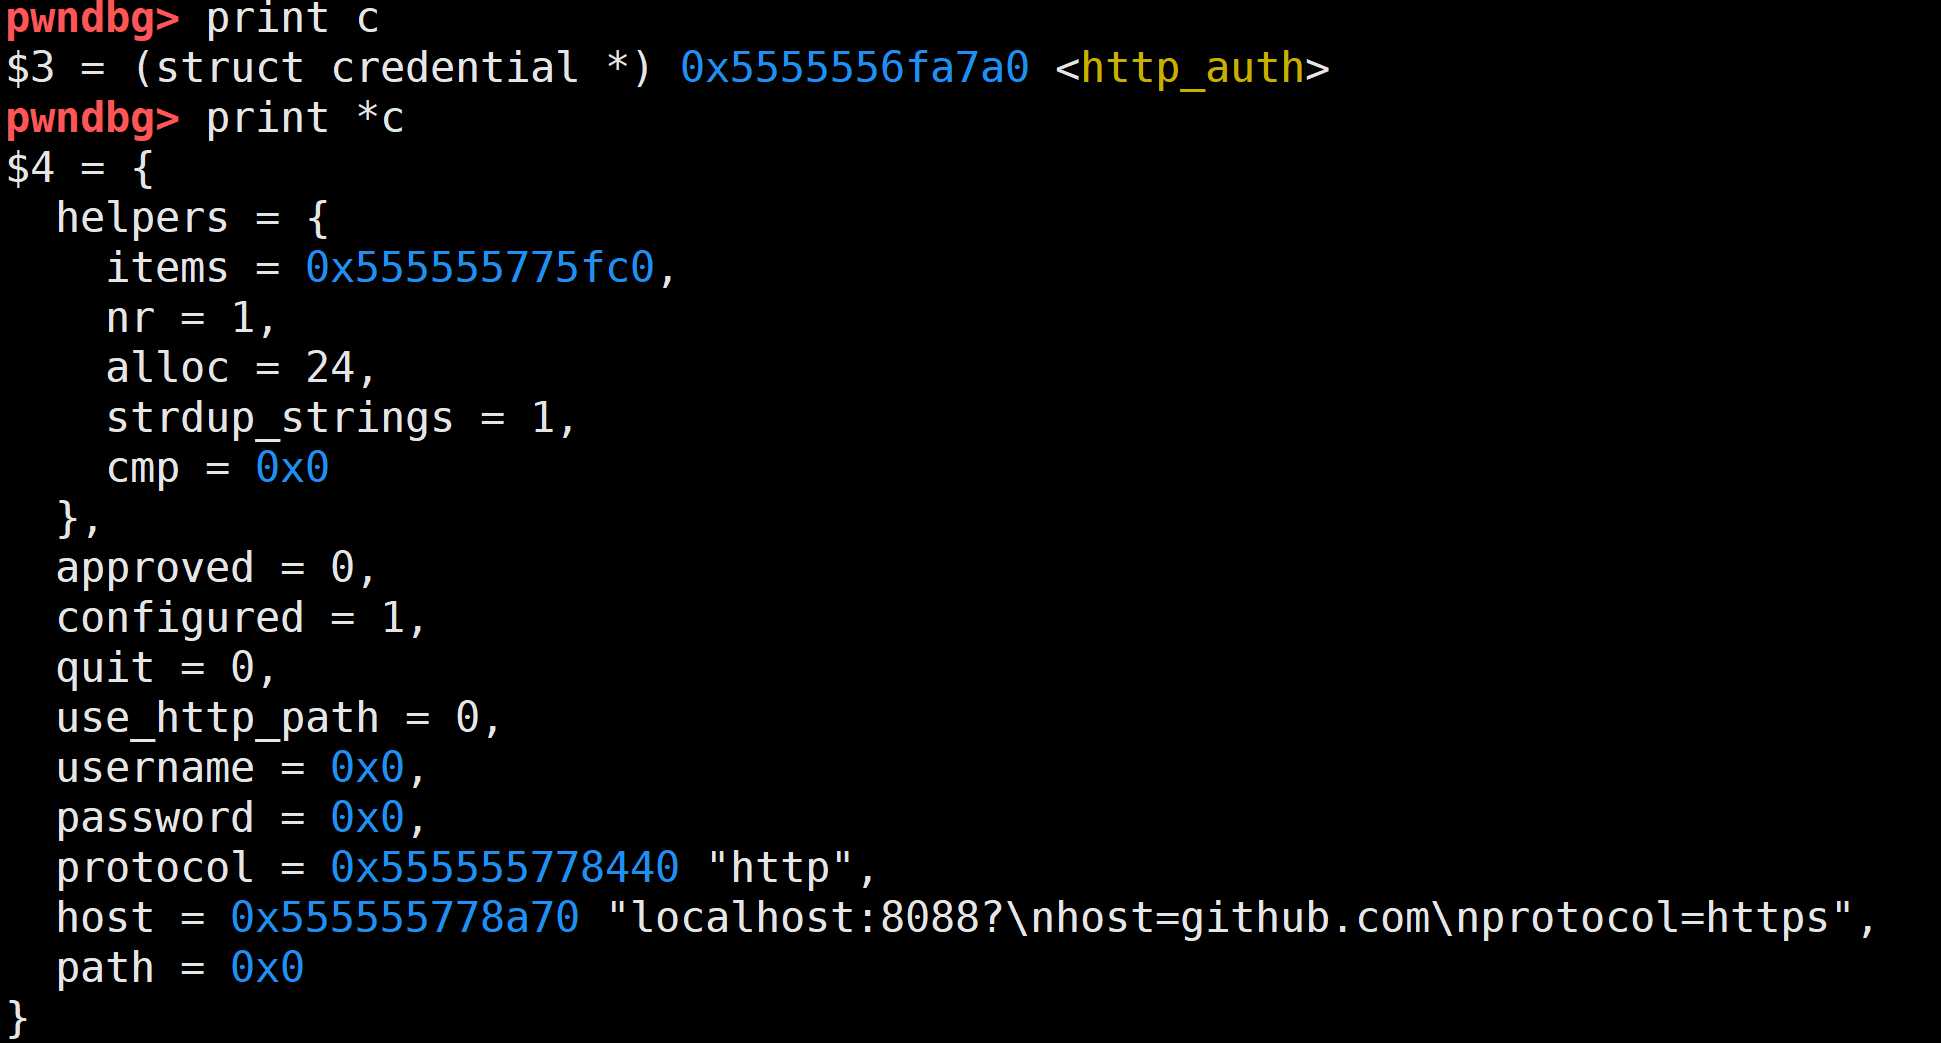 pwndbg> print c
$3 = (struct credential *) 0x5555556fa7a0 <http_auth>
pwndbg> print *c
$4 = {
  helpers = {
    items = 0x555555775fc0,
    nr = 1,
    alloc = 24,
    strdup_strings = 1,
    cmp = 0x0
  },
  approved = 0,
  configured = 1,
  quit = 0,
  use_http_path = 0,
  username = 0x0,
  password = 0x0,
  protocol = 0x555555778440 "http",
  host = 0x555555778a70 "localhost:8088?\nhost=github.com\nprotocol=https",
  path = 0x0
}